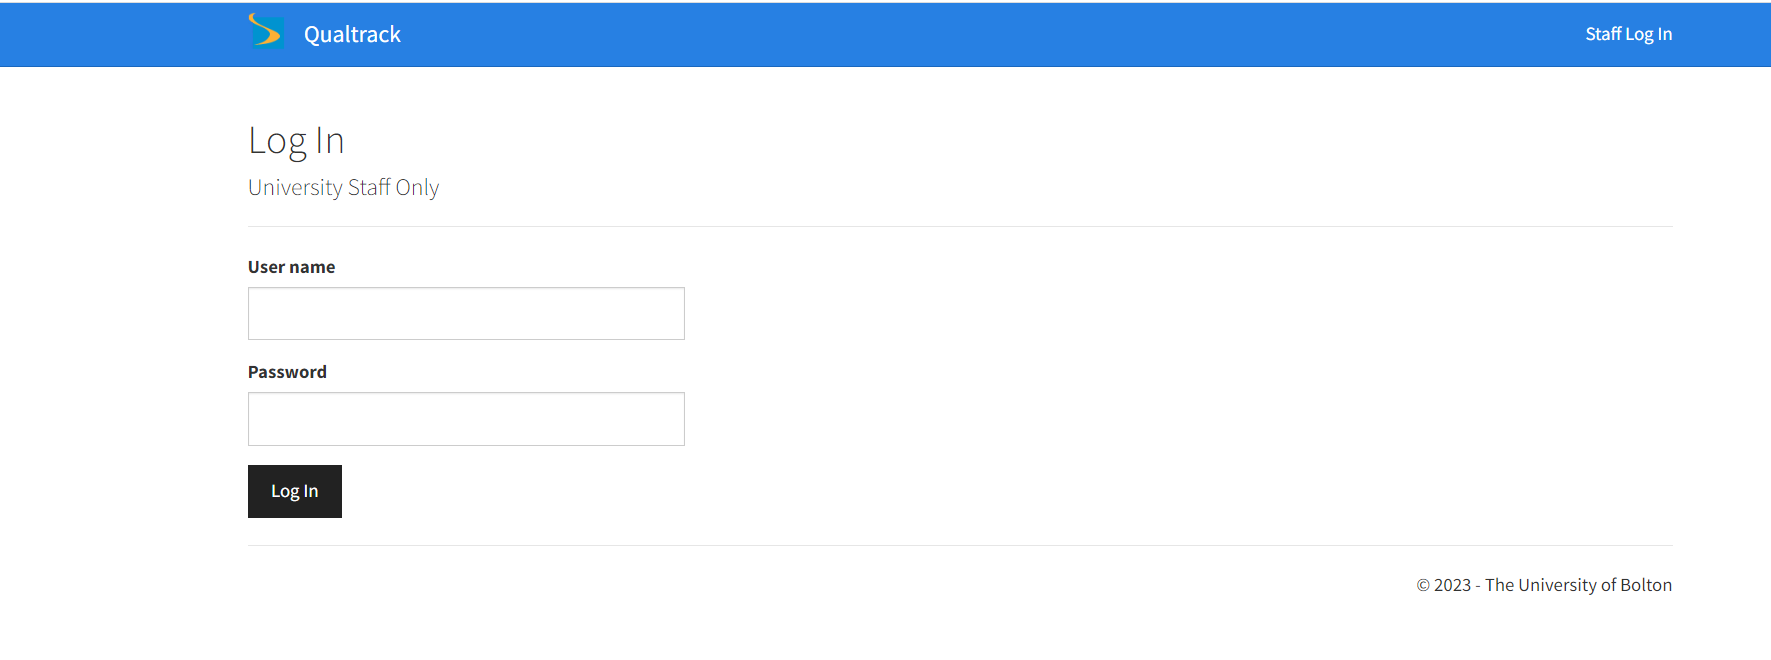 Qualtrack
Staff Log In
Log In
University Staff Only
User name
Password
Log In
© 2023 - The University of Bolton